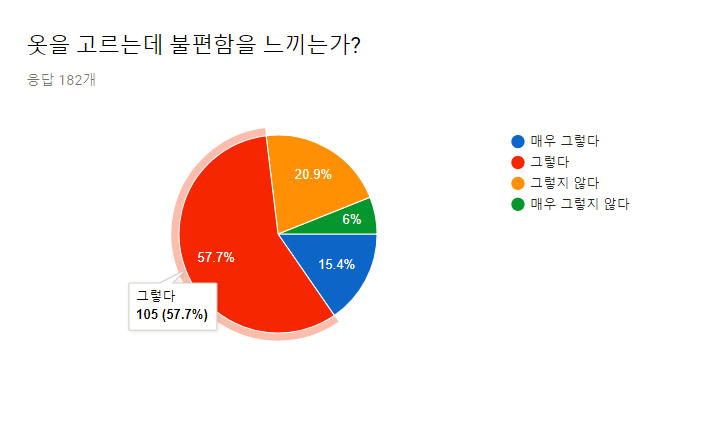 옷을 고르는데 불편함을 느끼는가?
응답 182개
매우 그렇다
그렇다
그렇지 않다
매우 그렇지 않다
20.9%
6%
57.7%
15.4%
그렇다
105 (57.7%)